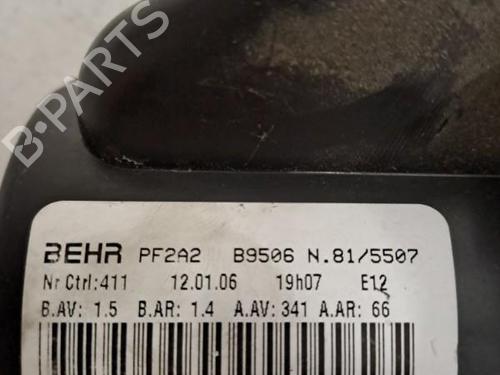 B-PARTS
BEHR PF2A2 B9506 N.81/5507
Nr Ctrl:411 12.01.06 19h07 E12
B.AV: 1.5 B.AR: 1.4 A.AV: 341 A.AR: 66